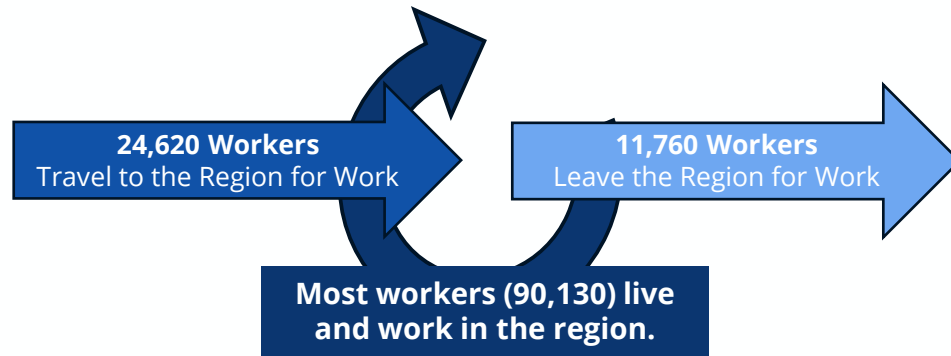 24,620 Workers
Travel to the Region for Work
11,760 Workers
Leave the Region for Work
Most workers (90,130) live
and work in the region.